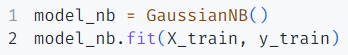 1 model_nb = GaussianNB()
2 model_nb.fit(X_train, y_train)